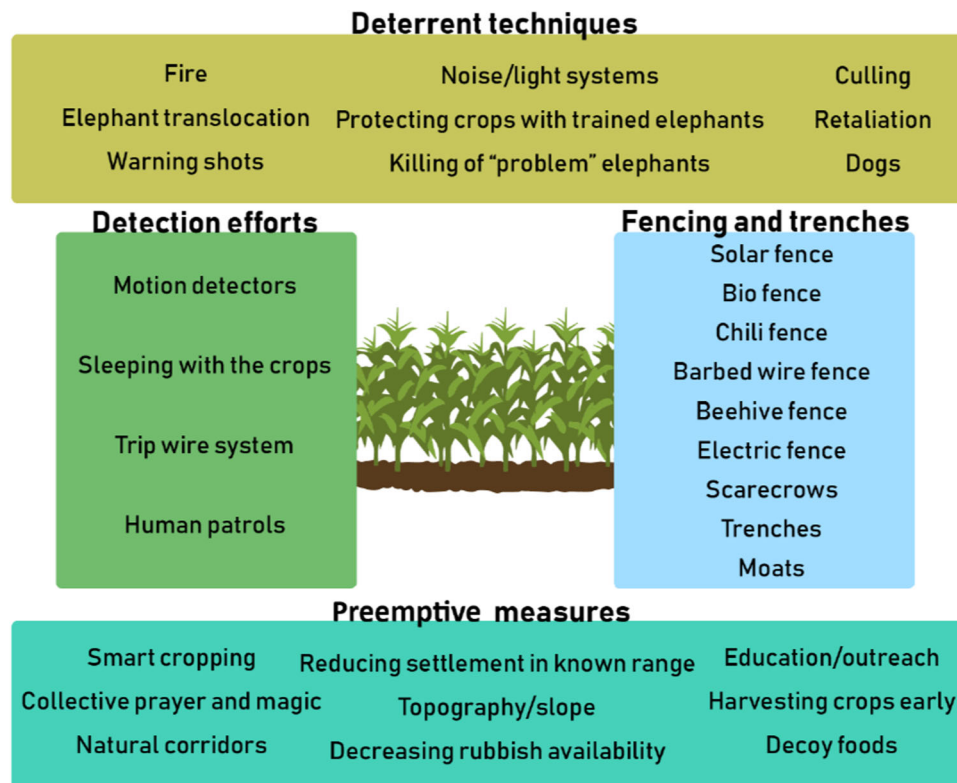 Deterrent techniques
Fire
Noise/light systems
Culling
Elephant translocation
Protecting crops with trained elephants
Retaliation
Warning shots
Killing of “problem” elephants
Dogs
Detection efforts
Motion detectors
Sleeping with the crops
Trip wire system
Human patrols
Fencing and trenches
Solar fence
Bio fence
Chili fence
Barbed wire fence
Beehive fence
Electric fence
Scarecrows
Trenches
Moats
Preemptive measures
Smart cropping
Reducing settlement in known range
Education/outreach
Collective prayer and magic
Topography/slope
Harvesting crops early
Natural corridors
Decreasing rubbish availability
Decoy foods